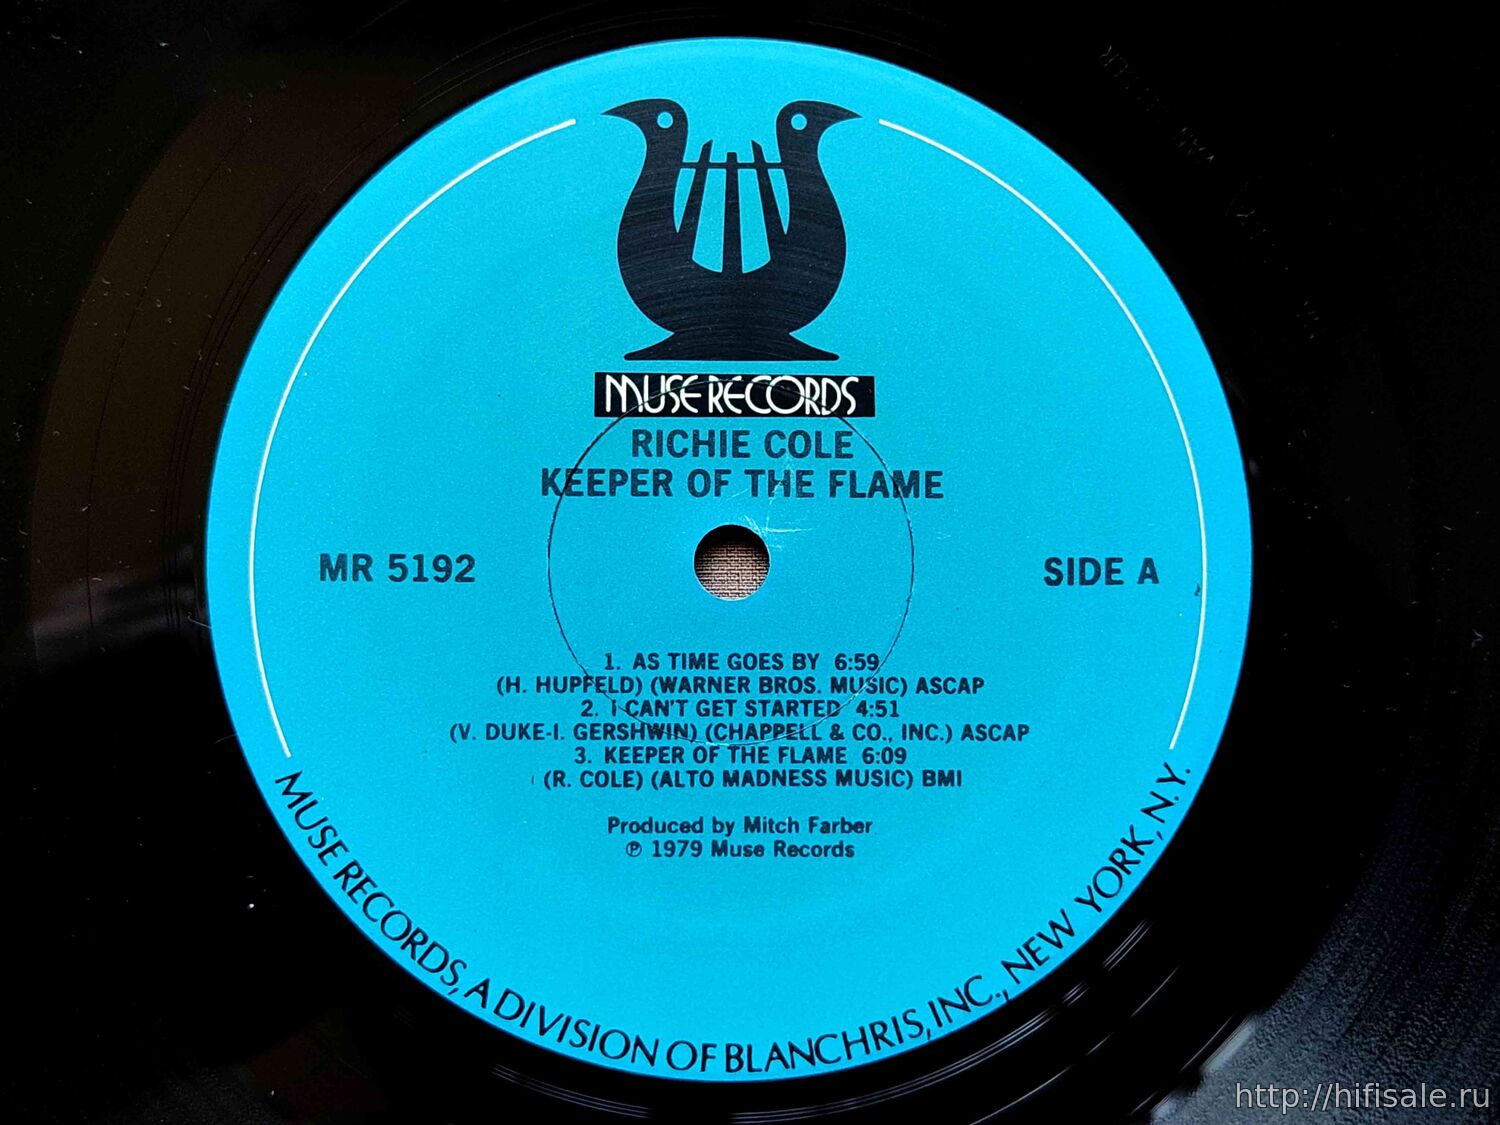 MUSE RECORDS
RICHIE COLE
KEEPER OF THE FLAME
MR 5192
SIDE A
1. AS TIME GOES BY 6:59
(H. HUPFELD) (WARNER BROS. MUSIC) ASCAP
2. I CAN'T GET STARTED 4:51
(V. DUKE-I. GERSHWIN) (CHAPPELL & CO., INC.) ASCAP
3. KEEPER OF THE FLAME 6:09
(R. COLE) (ALTO MADNESS MUSIC) BMI
Produced by Mitch Farber
℗ 1979 Muse Records
MUSE RECORDS, A DIVISION OF BLANCHRIS, INC., NEW YORK, N.Y.
http://hifisale.ru